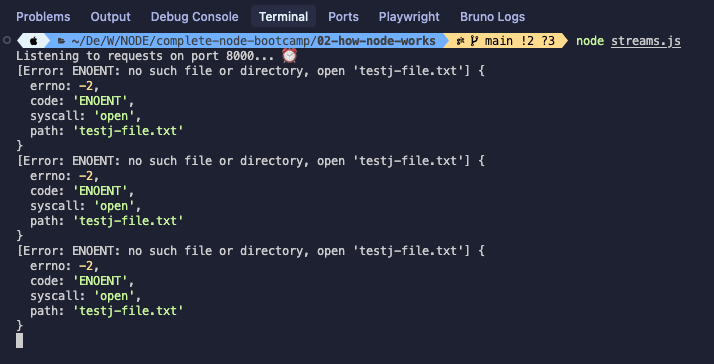 Problems Output Debug Console Terminal Ports Playwright Bruno Logs
~/De/W/NODE/complete-node-bootcamp/02-how-node-works main !2 ?3 node streams.js
Listening to requests on port 8000... ⏰
[Error: ENOENT: no such file or directory, open 'testj-file.txt'] {
  errno: -2,
  code: 'ENOENT',
  syscall: 'open',
  path: 'testj-file.txt'
}
[Error: ENOENT: no such file or directory, open 'testj-file.txt'] {
  errno: -2,
  code: 'ENOENT',
  syscall: 'open',
  path: 'testj-file.txt'
}
[Error: ENOENT: no such file or directory, open 'testj-file.txt'] {
  errno: -2,
  code: 'ENOENT',
  syscall: 'open',
  path: 'testj-file.txt'
}